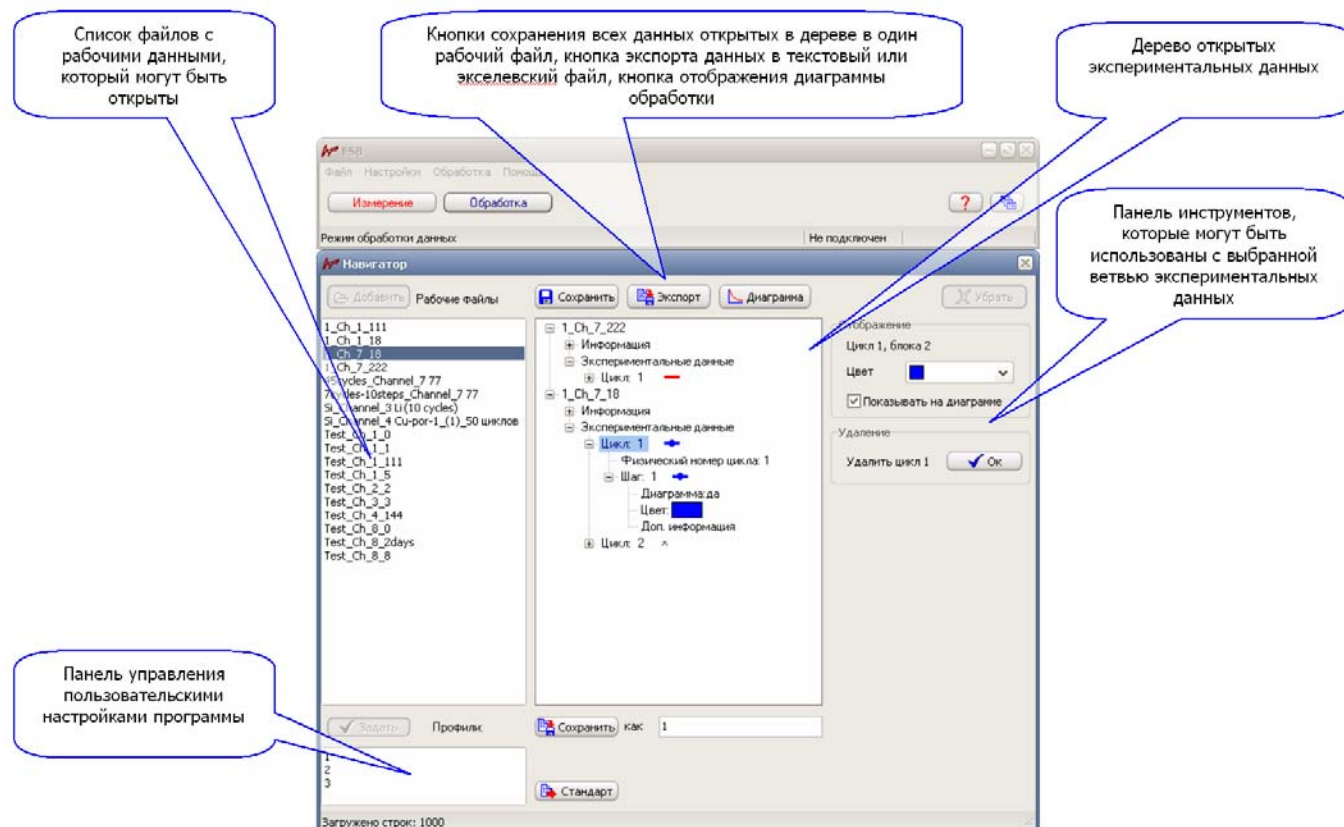 Список файлов с
рабочими данными,
который могут быть
открыты
Кнопки сохранения всех данных открытых в дереве в один
рабочий файл, кнопка экспорта данных в текстовый или
экселевский файл, кнопка отображения диаграммы
обработки
Дерево открытых
экспериментальных данных
Панель инструментов,
которые могут быть
использованы с выбранной
ветвью экспериментальных
данных
Панель управления
пользовательскими
настройками программы
ES8
Файл Настройки Обработка
Измерение Обработка ?
Режим обработки данных Не подключен
Навигатор
Добавить Рабочие файлы Сохранить Экспорт Диаграмма Убрать
1_Ch_1_111
1_Ch_1_18
1_Ch_7_18
1_Ch_7_222
Channel_7 77
7cycles-10steps_Channel_7 77
Si_Channel_3 Li(10 cycles)
Si_Channel_4 Cu-por-1_(1)_50 циклов
Test_Ch_1_0
Test_Ch_1_1
Test_Ch_1_111
Test_Ch_1_5
Test_Ch_2_2
Test_Ch_3_3
Test_Ch_4_144
Test_Ch_8_0
Test_Ch_8_2days
Test_Ch_8_8
1_Ch_7_222
Информация
Экспериментальные данные
Цикл: 1
1_Ch_7_18
Информация
Экспериментальные данные
Цикл: 1
Физический номер цикла: 1
Шаг: 1
Диаграмма:да
Цвет:
Доп. информация
Цикл: 2
Отображение
Цикл 1, блока 2
Цвет
Показывать на диаграмме
Удаление
Удалить цикл 1 Ок
Задать Профили: Сохранить как 1
1
2
3
Стандарт
Загружено строк: 1000